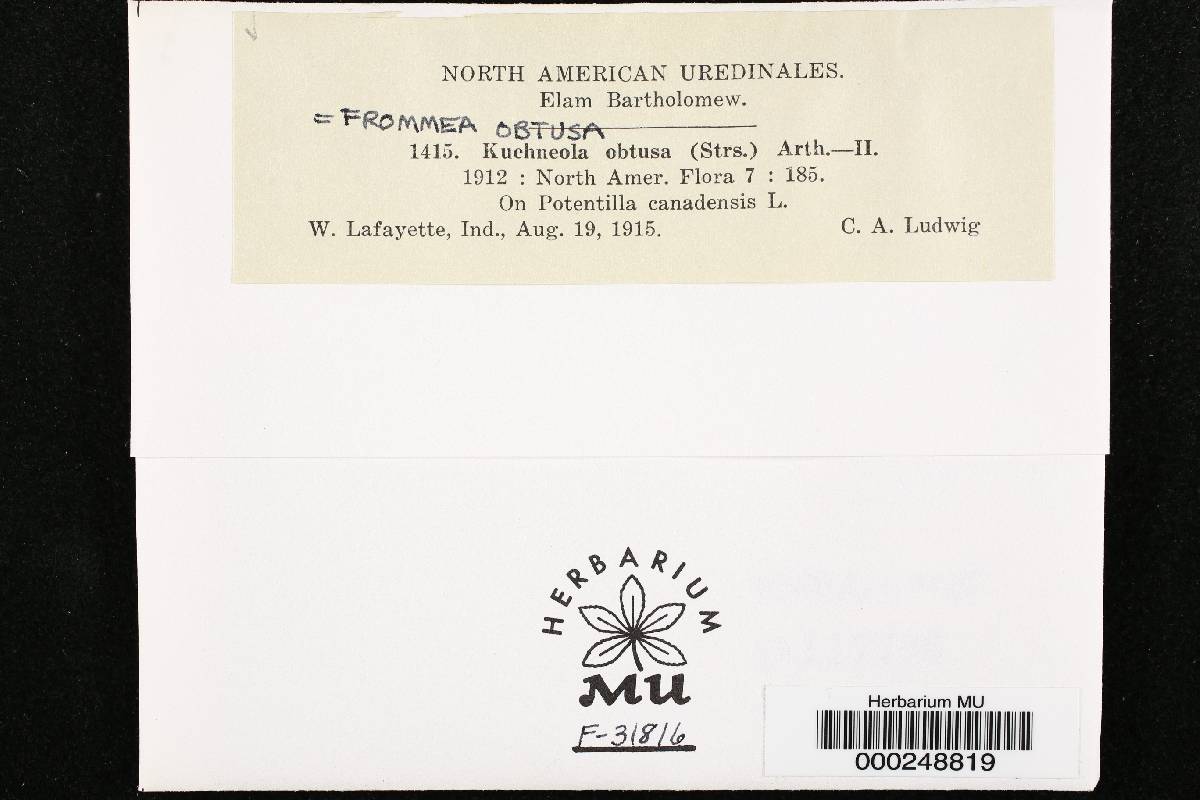 NORTH AMERICAN UREDINALES.
Elam Bartholomew.
= FROMMEA OBTUSA
1415. Kuehneola obtusa (Strs.) Arth.—II.
1912 : North Amer. Flora 7 : 185.
On Potentilla canadensis L.
W. Lafayette, Ind., Aug. 19, 1915. C. A. Ludwig
HERBARIUM
MU
F-31816
Herbarium MU
000248819